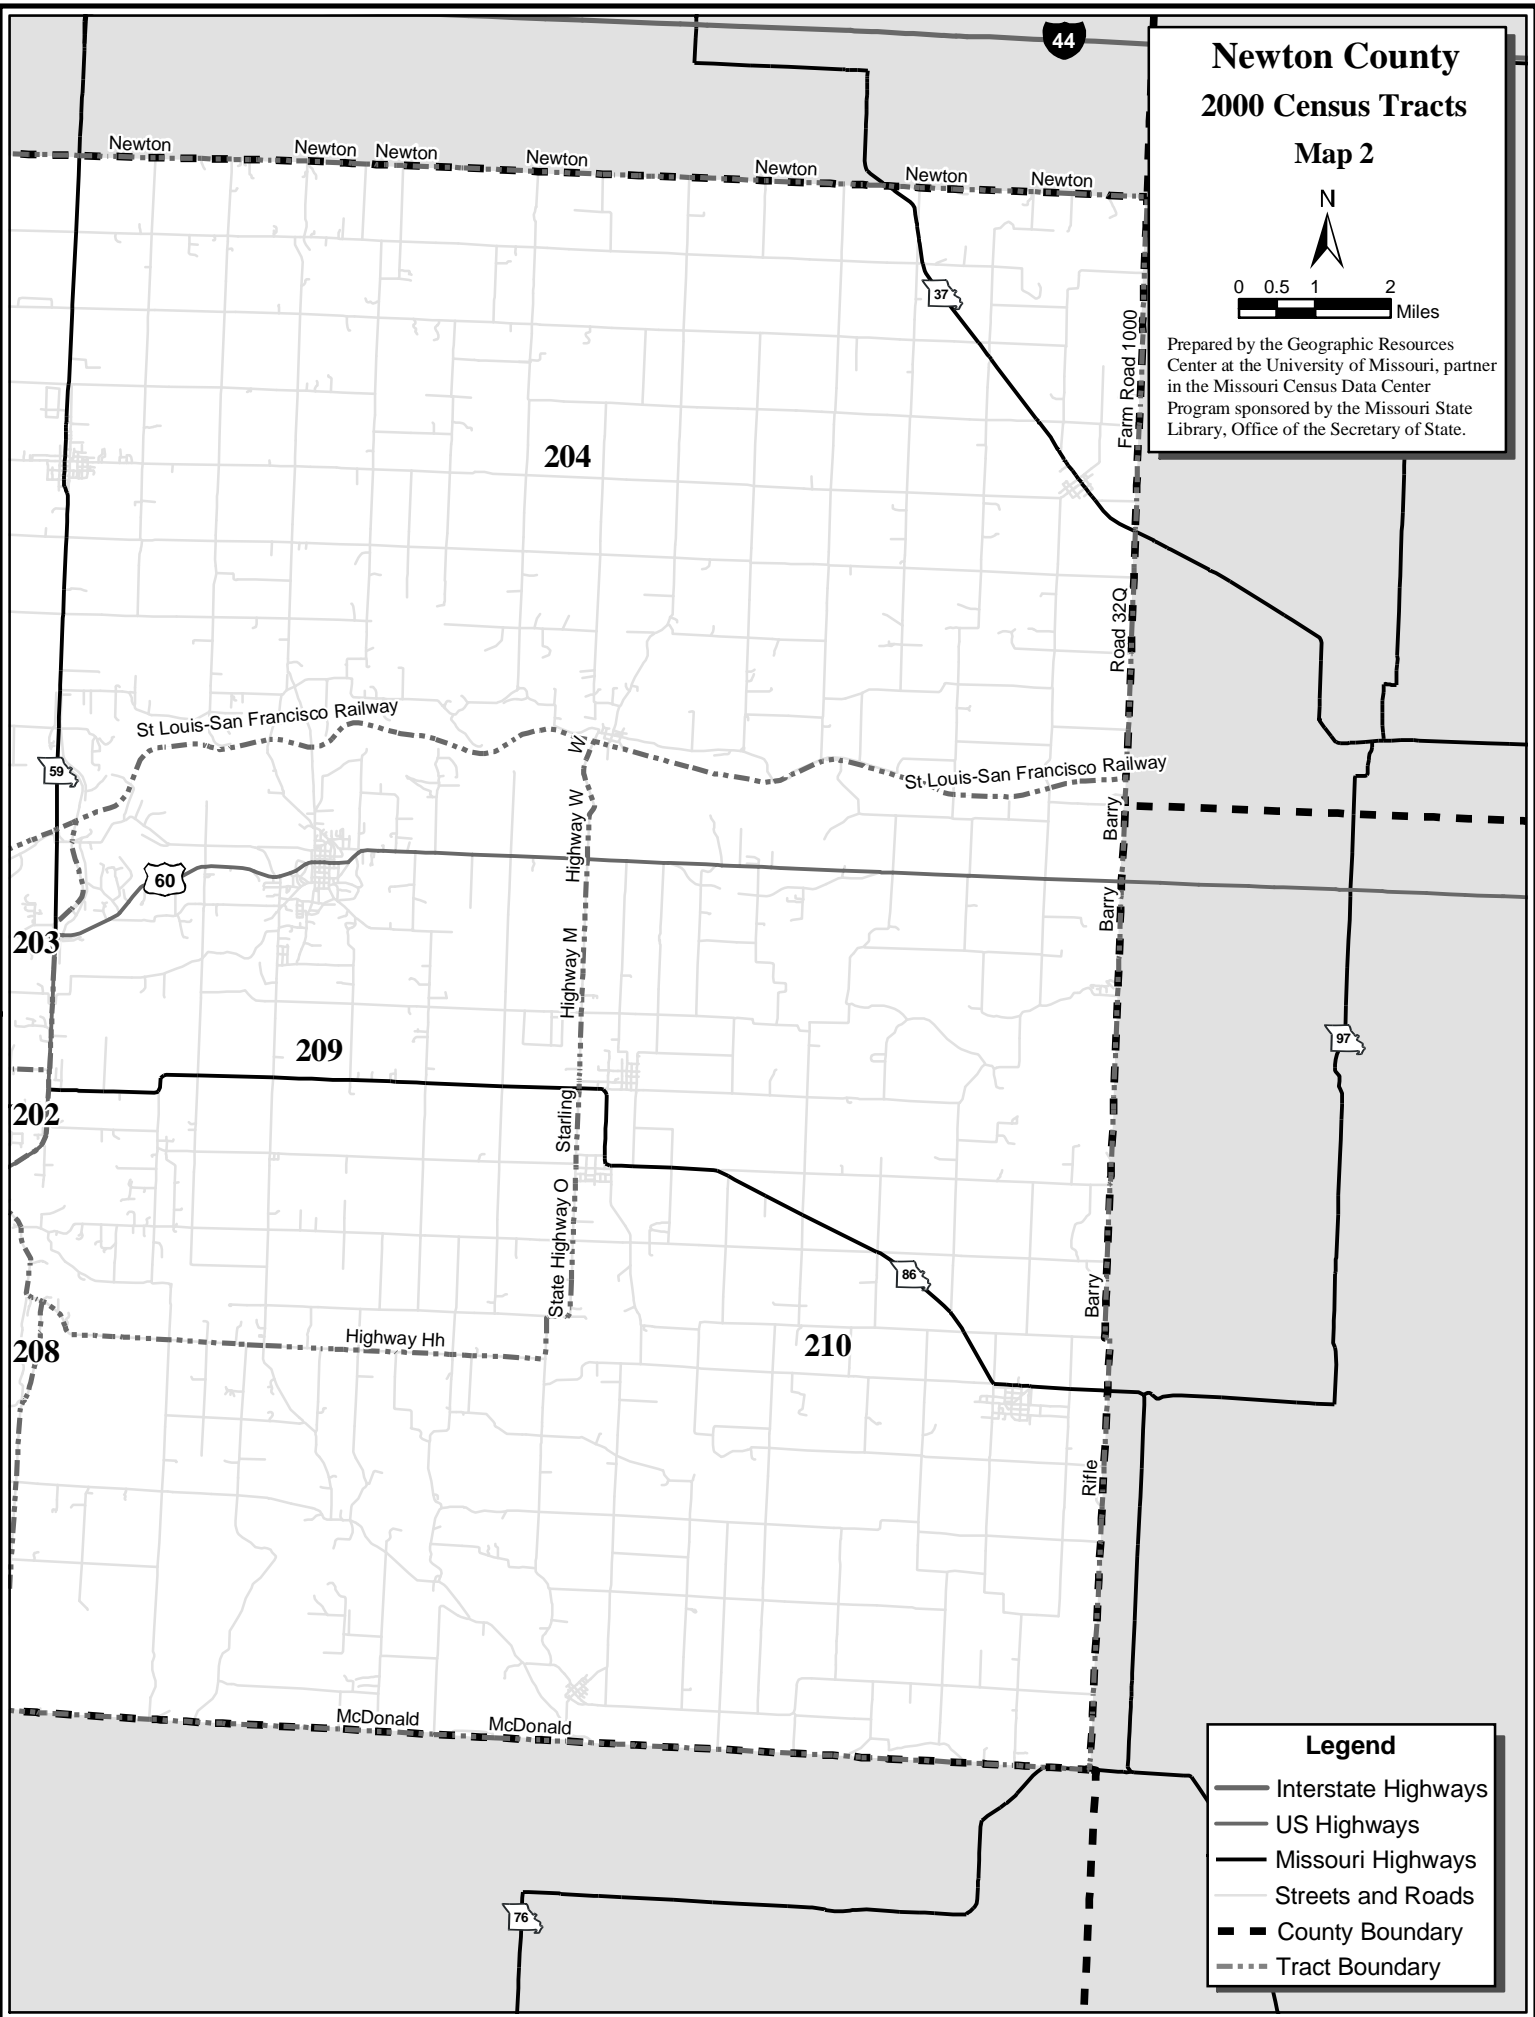 44
Newton County
2000 Census Tracts
Map 2
N
0 0.5 1 2
Miles
Prepared by the Geographic Resources
Center at the University of Missouri, partner
in the Missouri Census Data Center
Program sponsored by the Missouri State
Library, Office of the Secretary of State.
Newton
Newton
Newton
Newton
Newton
Newton
Newton
37
Farm Road 1000
204
Road 32Q
St Louis-San Francisco Railway
W
59
St Louis-San Francisco Railway
Barry
Highway W
60
Barry
203
Highway M
97
209
202
Starling
State Highway O
86
Barry
Highway Hh
208
210
Rifle
McDonald
McDonald
76
Legend
Interstate Highways
US Highways
Missouri Highways
Streets and Roads
County Boundary
Tract Boundary